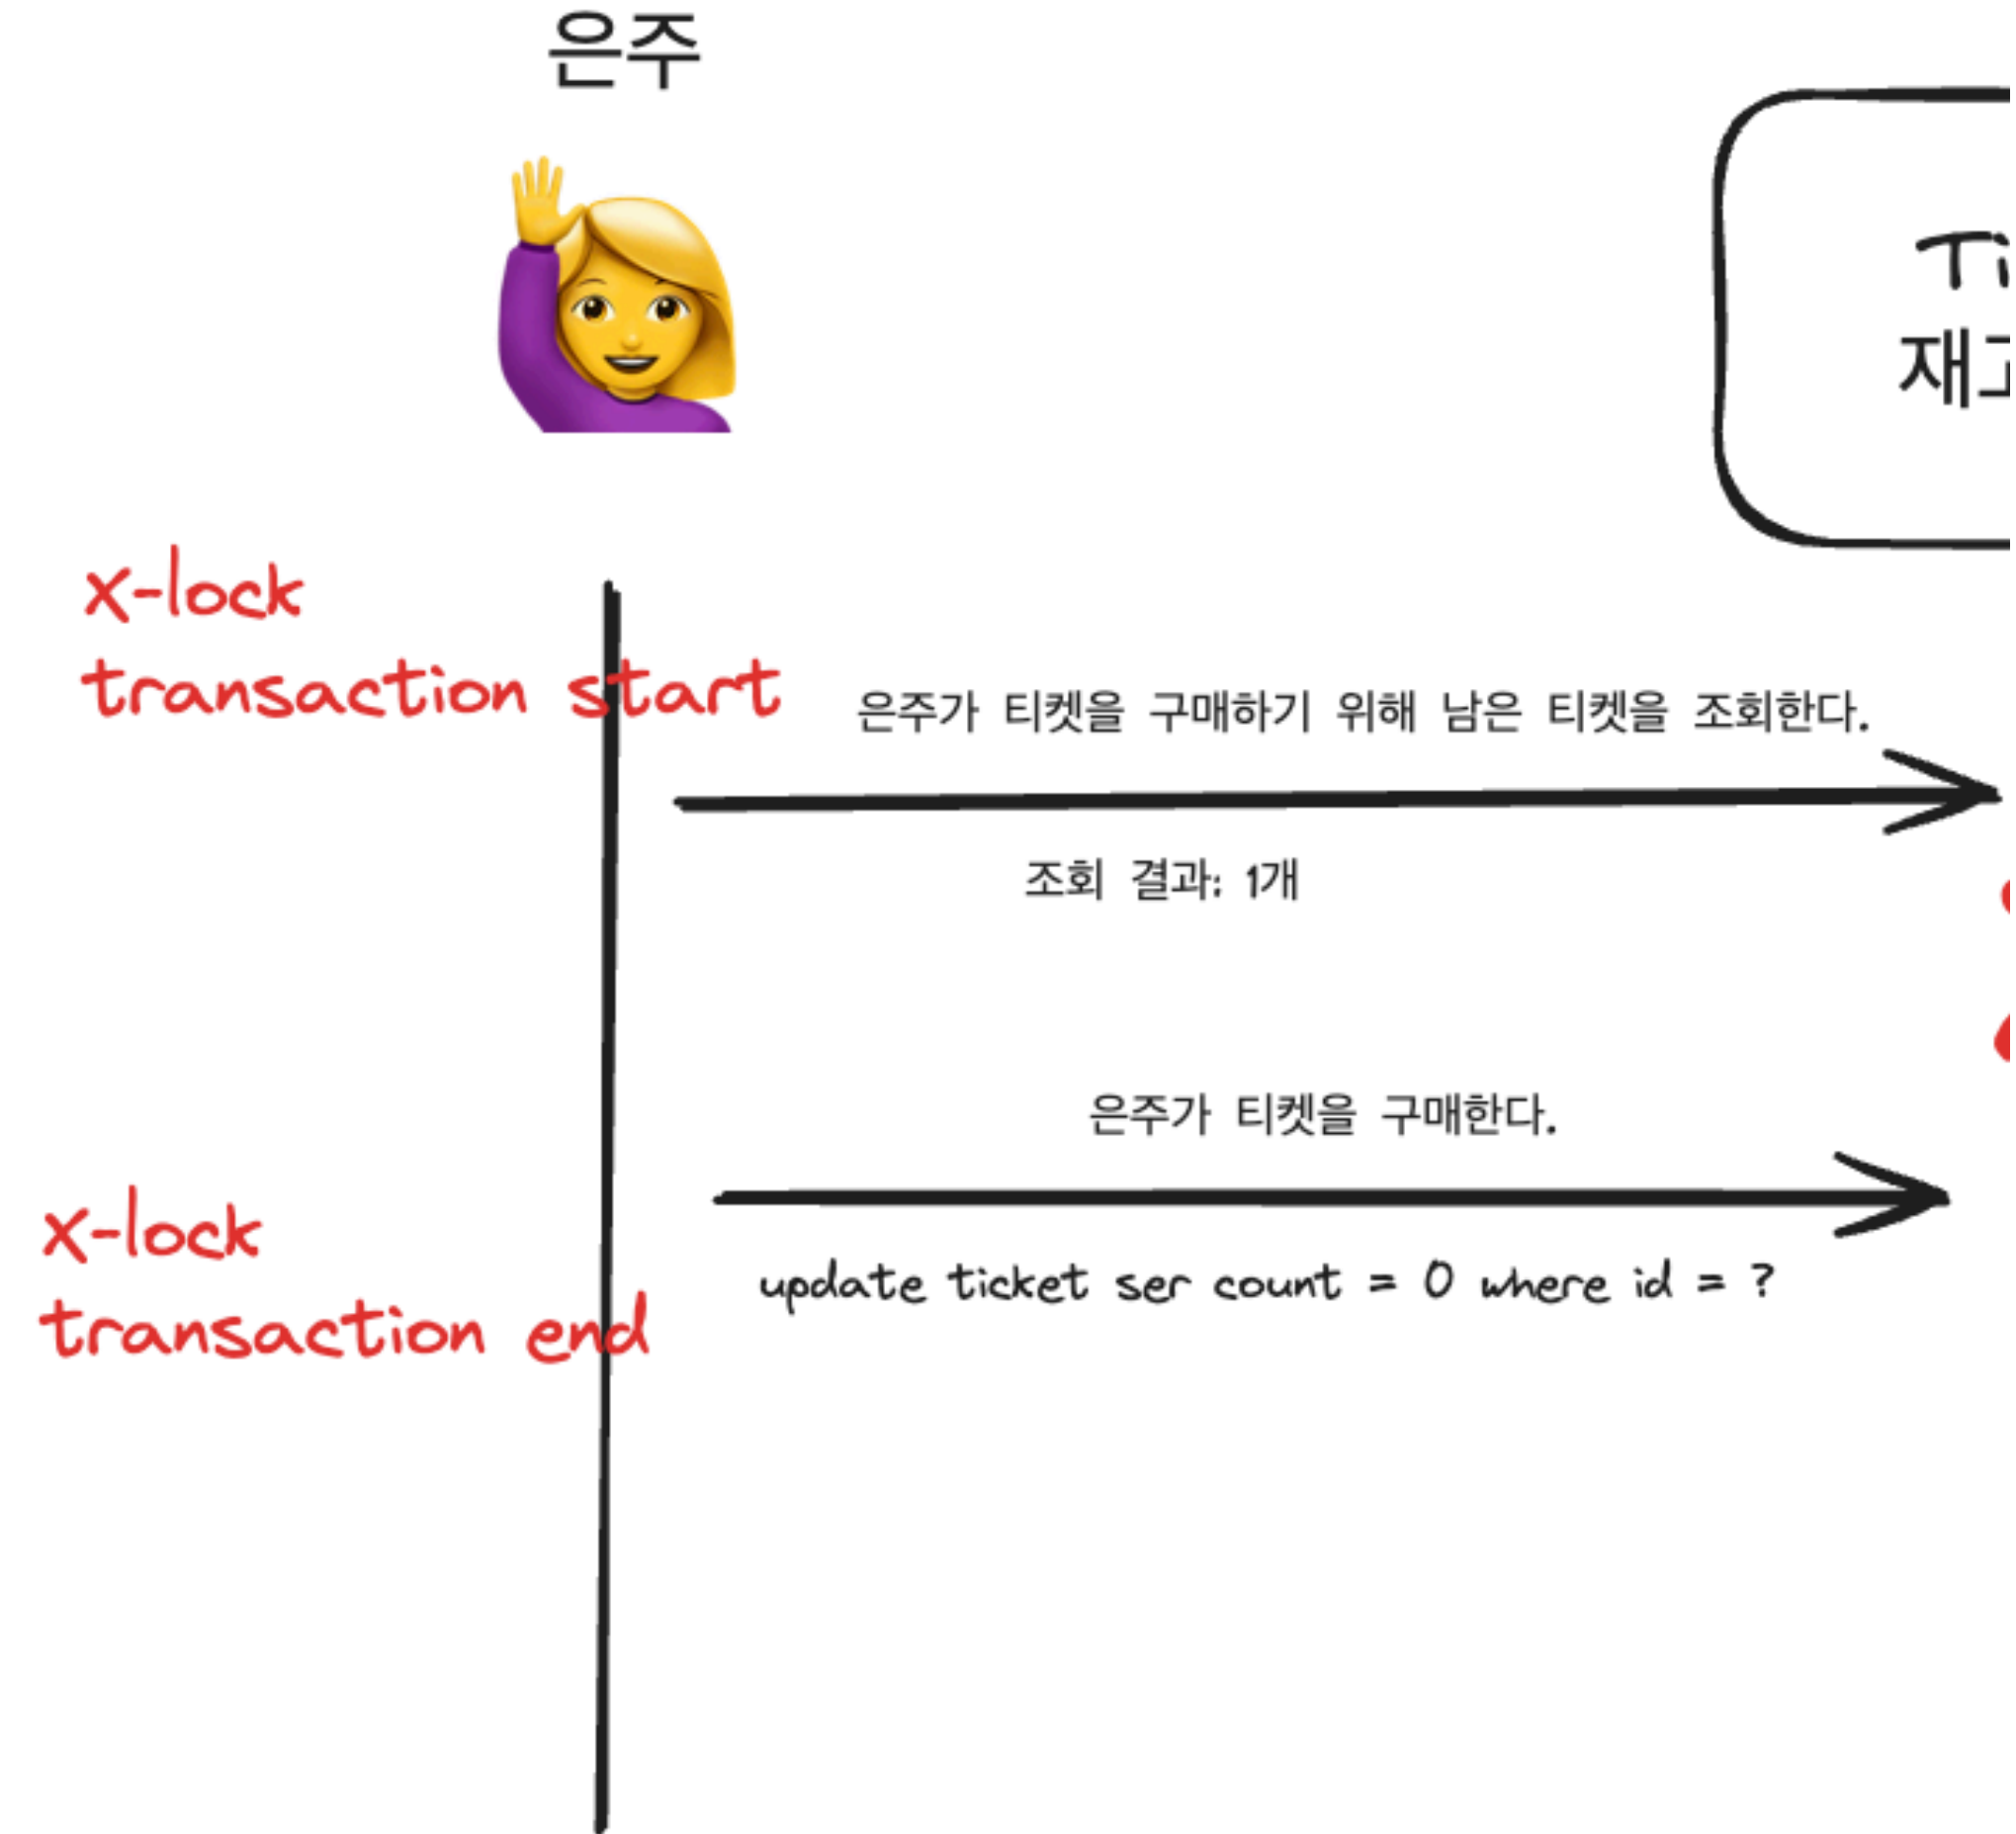 은주
x-lock
transaction start
은주가 티켓을 구매하기 위해 남은 티켓을 조회한다.
조회 결과: 1개
은주가 티켓을 구매한다.
x-lock
transaction end
update ticket ser count = 0 where id = ?